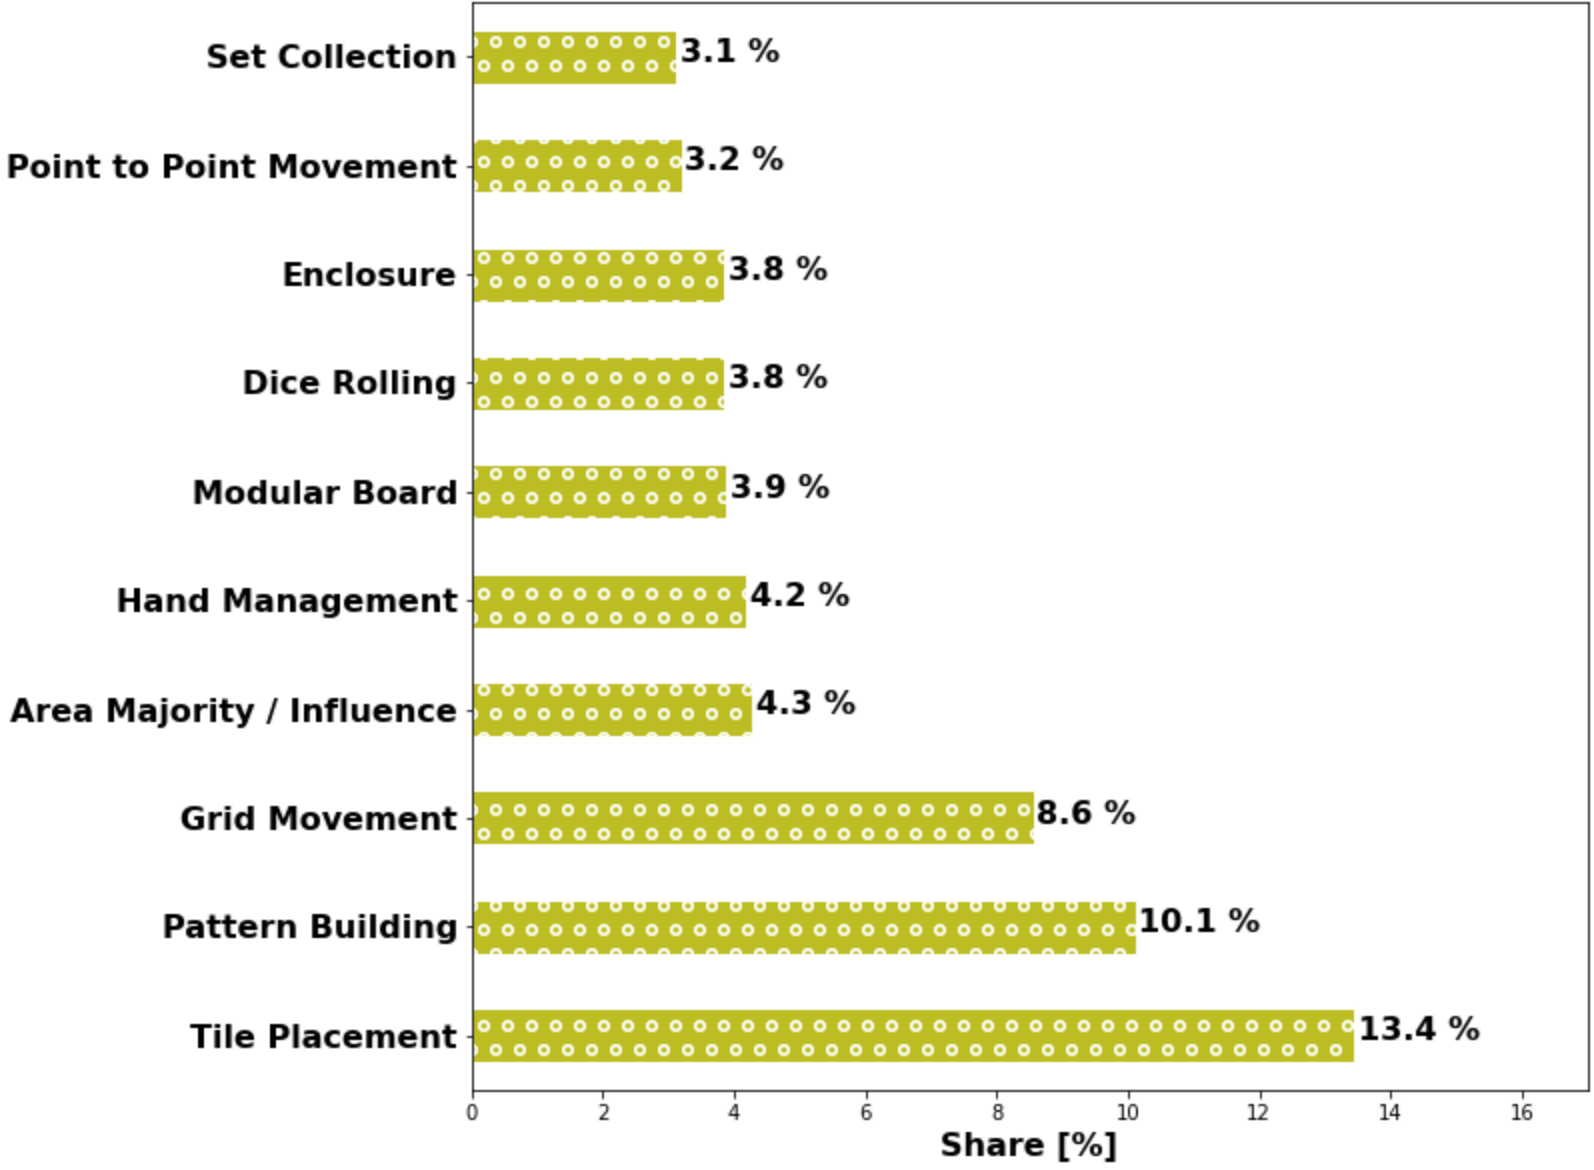 Set Collection 3.1 %
Point to Point Movement 3.2 %
Enclosure 3.8 %
Dice Rolling 3.8 %
Modular Board 3.9 %
Hand Management 4.2 %
Area Majority / Influence 4.3 %
Grid Movement 8.6 %
Pattern Building 10.1 %
Tile Placement 13.4 %
0 2 4 6 8 10 12 14 16
Share [%]